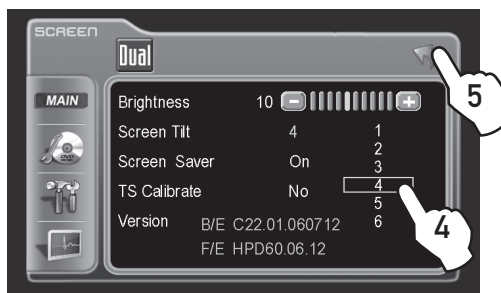 SCREEN
Dual
5
MAIN
Brightness 10 - +
Screen Tilt 4 1
2
Screen Saver On 3
TS Calibrate No 4
5
Version B/E C22.01.060712 6
F/E HPD60.06.12
4
DVD